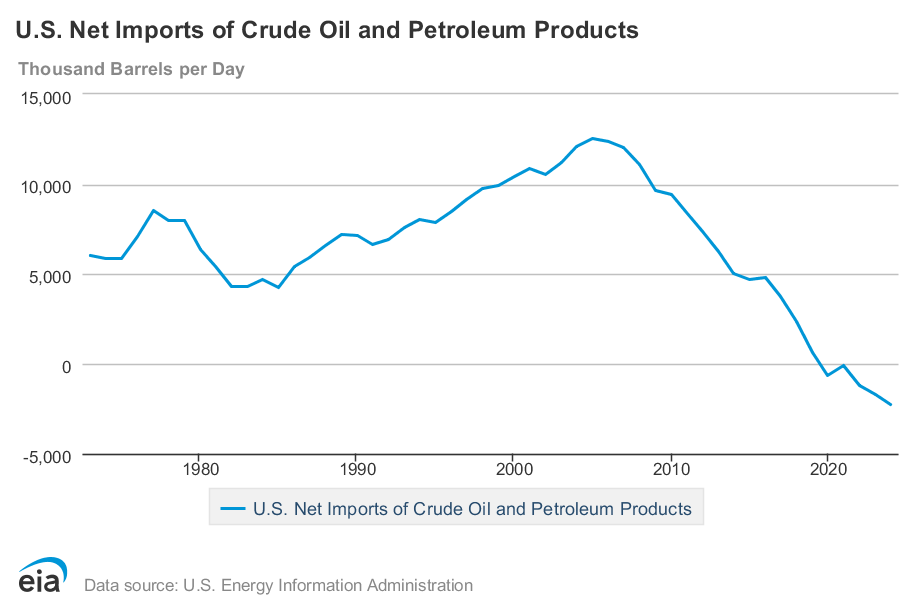 U.S. Net Imports of Crude Oil and Petroleum Products
Thousand Barrels per Day
15,000
10,000
5,000
0
-5,000
1980 1990 2000 2010 2020
U.S. Net Imports of Crude Oil and Petroleum Products
eia Data source: U.S. Energy Information Administration